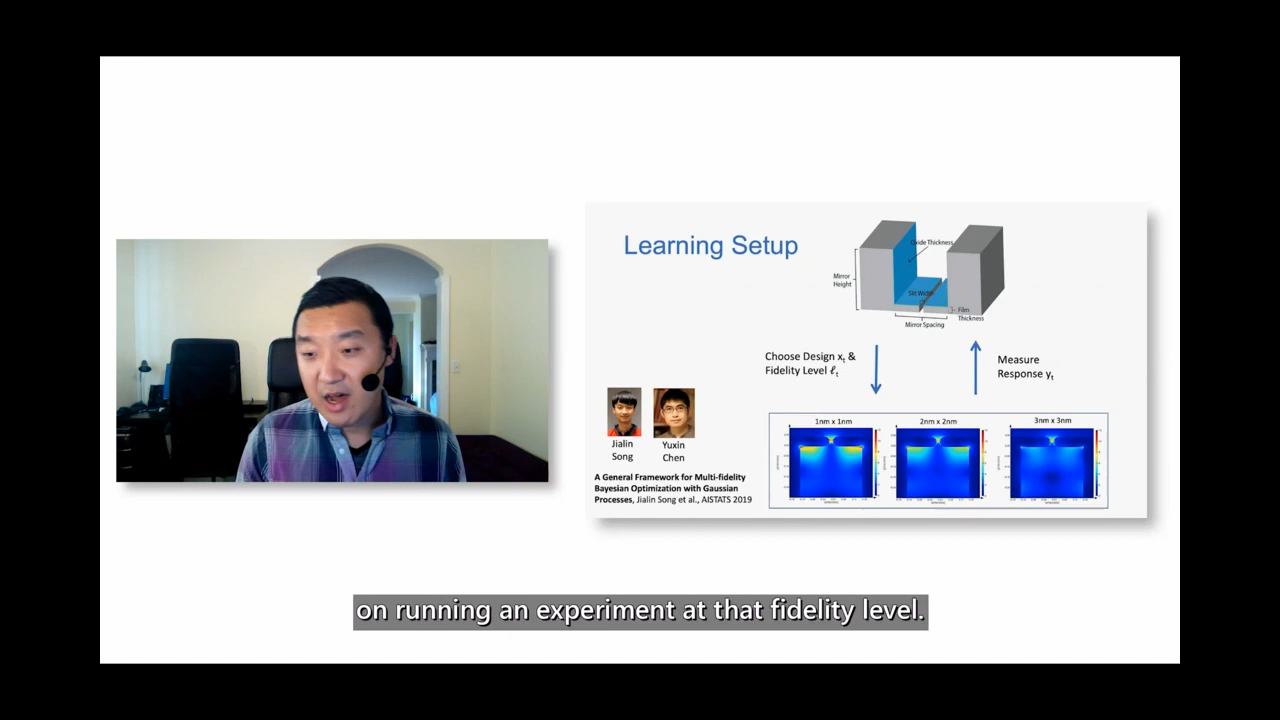 Learning Setup
Oxide Thickness
Mirror
Height
Slit Width
Film
Thickness
Mirror Spacing
Choose Design xₜ &
Fidelity Level ℓₜ
Measure
Response yₜ
Jialin
Song
Yuxin
Chen
A General Framework for Multi-fidelity
Bayesian Optimization with Gaussian
Processes, Jialin Song et al., AISTATS 2019
1nm x 1nm
2nm x 2nm
3nm x 3nm
on running an experiment at that fidelity level.